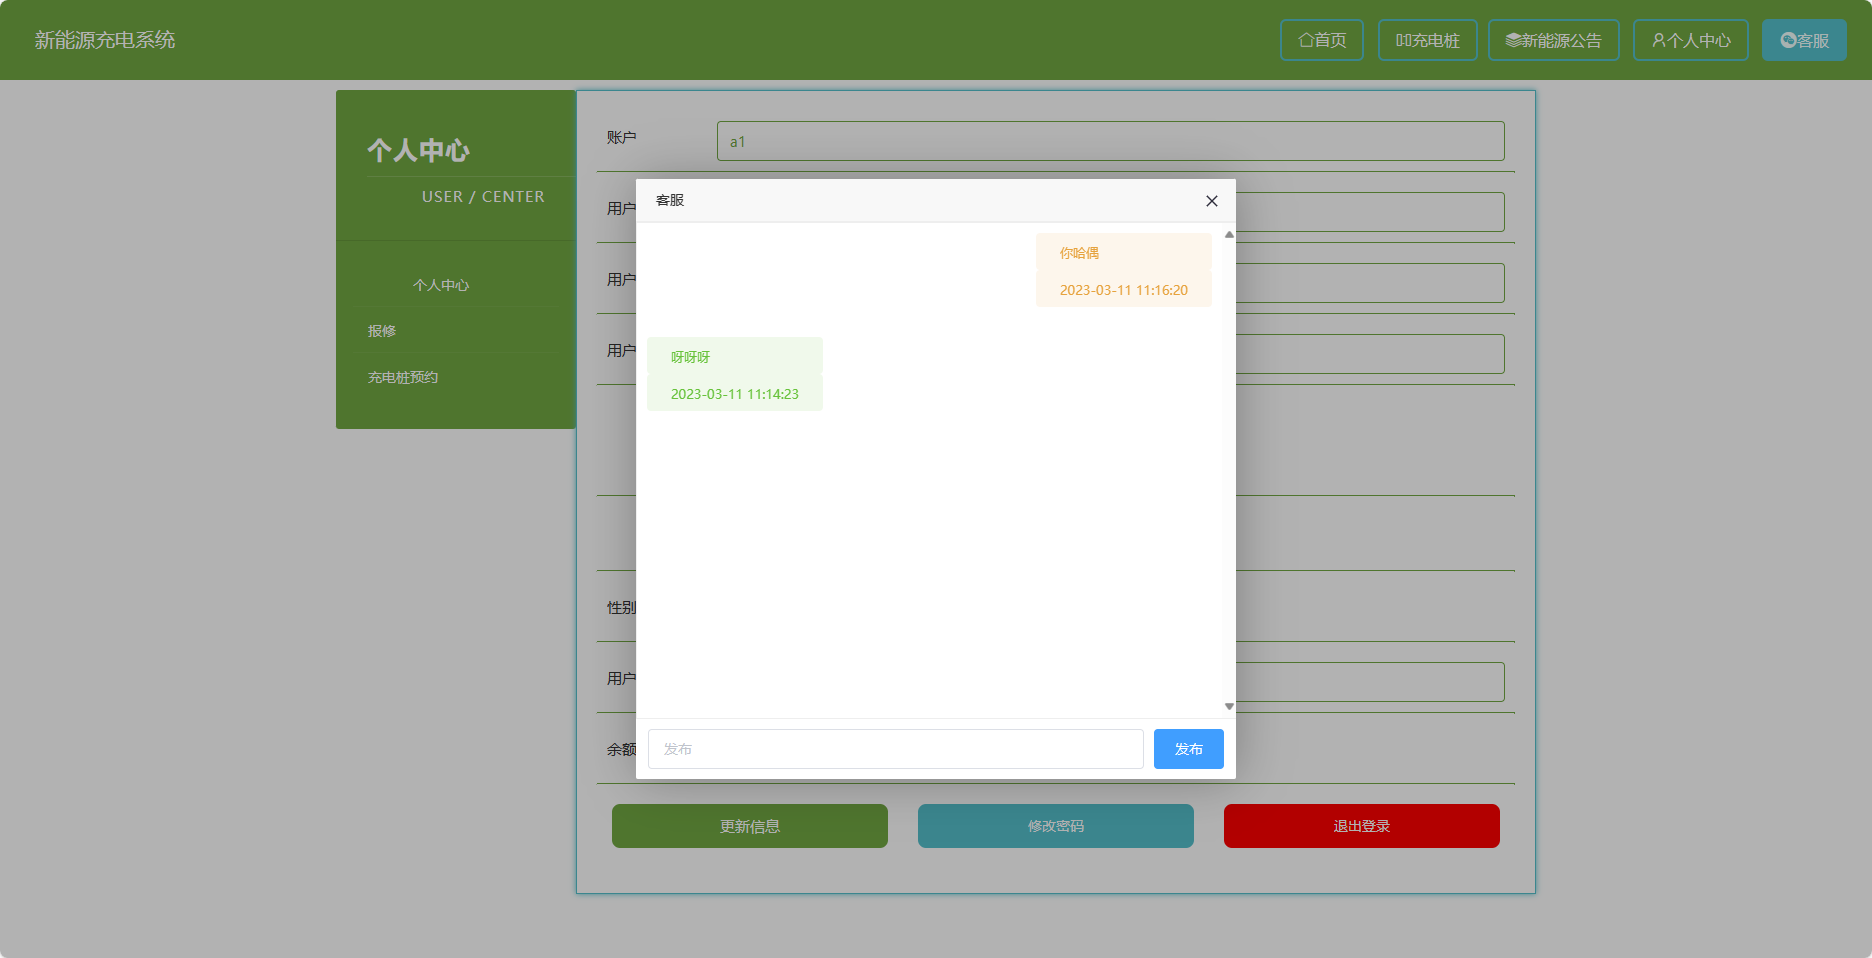 新能源充电系统
首页
充电桩
新能源公告
个人中心
客服
个人中心
USER / CENTER
个人中心
报修
充电桩预约
账户
a1
用户
用户
用户
性别
用户
余额
客服
你哈偶
2023-03-11 11:16:20
呀呀呀
2023-03-11 11:14:23
发布
发布
更新信息
修改密码
退出登录